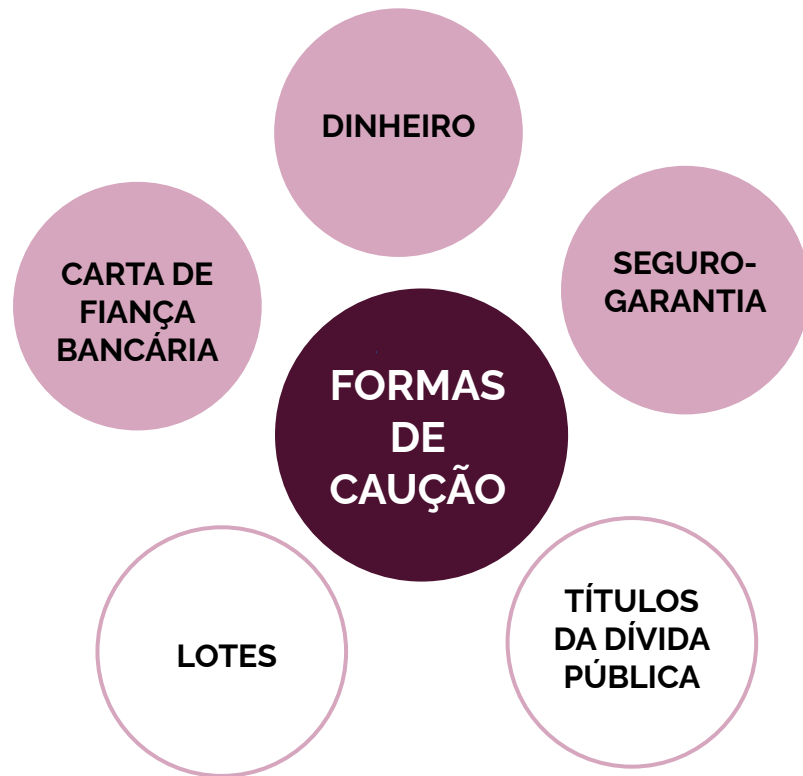 DINHEIRO
CARTA DE
FIANÇA
BANCÁRIA
SEGURO-
GARANTIA
FORMAS
DE
CAUÇÃO
LOTES
TÍTULOS
DA DÍVIDA
PÚBLICA